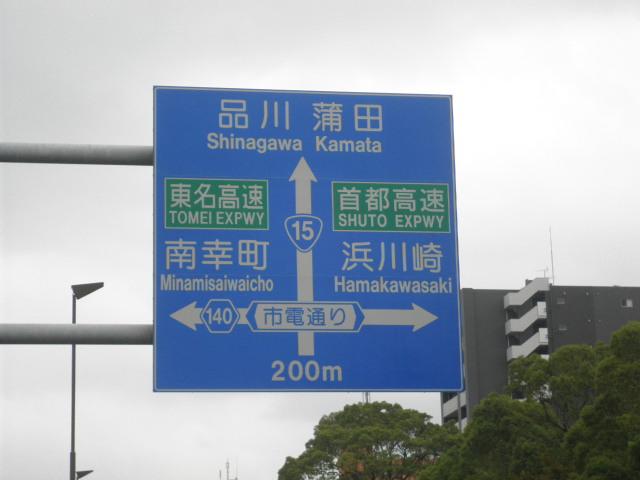 品川 蒲田
Shinagawa Kamata
東名高速
TOMEI EXPWY
首都高速
SHUTO EXPWY
15
南幸町
Minamisaiwaicho
浜川崎
Hamakawasaki
140
市電通り
200m